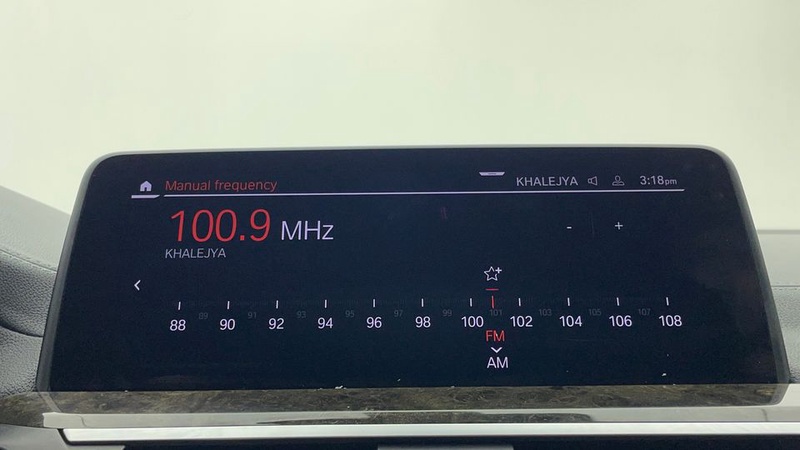 Manual frequency KHALEJYA 3:18pm
100.9 MHz - +
KHALEJYA
88 89 90 91 92 93 94 95 96 97 98 99 100 101 102 103 104 105 106 107 108
FM
AM